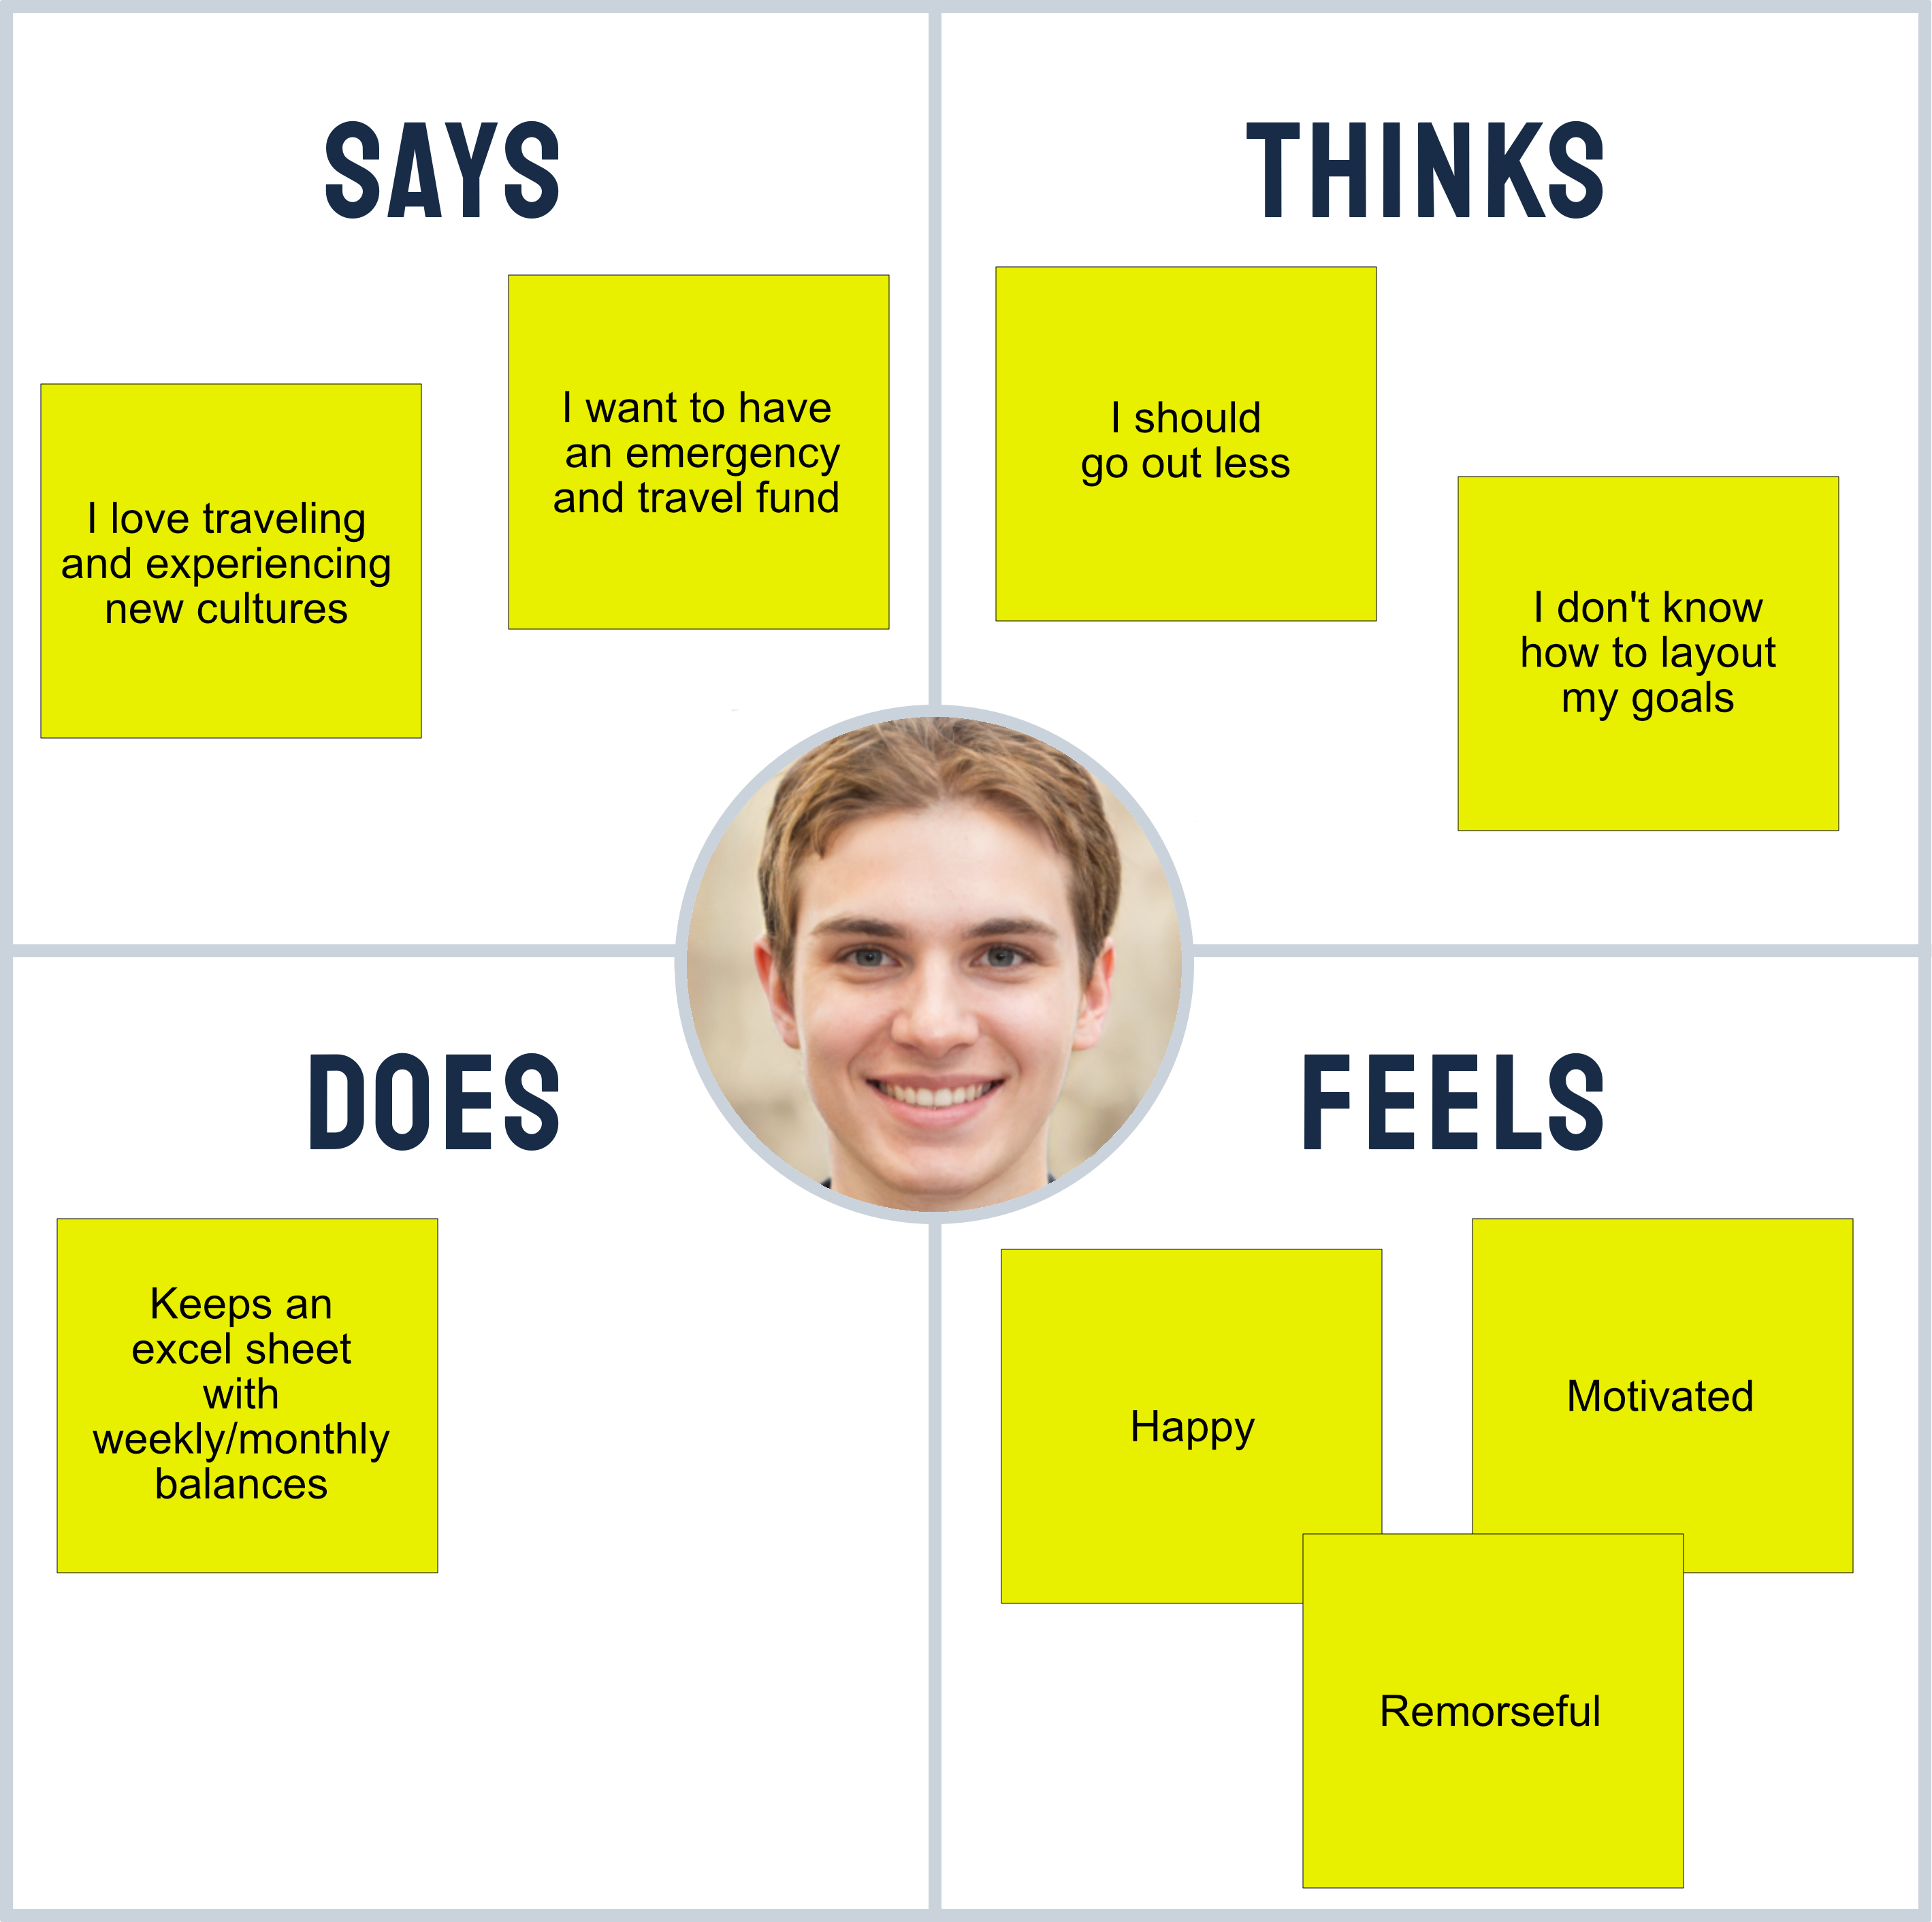 SAYS
I love traveling
and experiencing
new cultures
I want to have
an emergency
and travel fund
THINKS
I should
go out less
I don't know
how to layout
my goals
DOES
Keeps an
excel sheet
with
weekly/monthly
balances
FEELS
Happy
Motivated
Remorseful